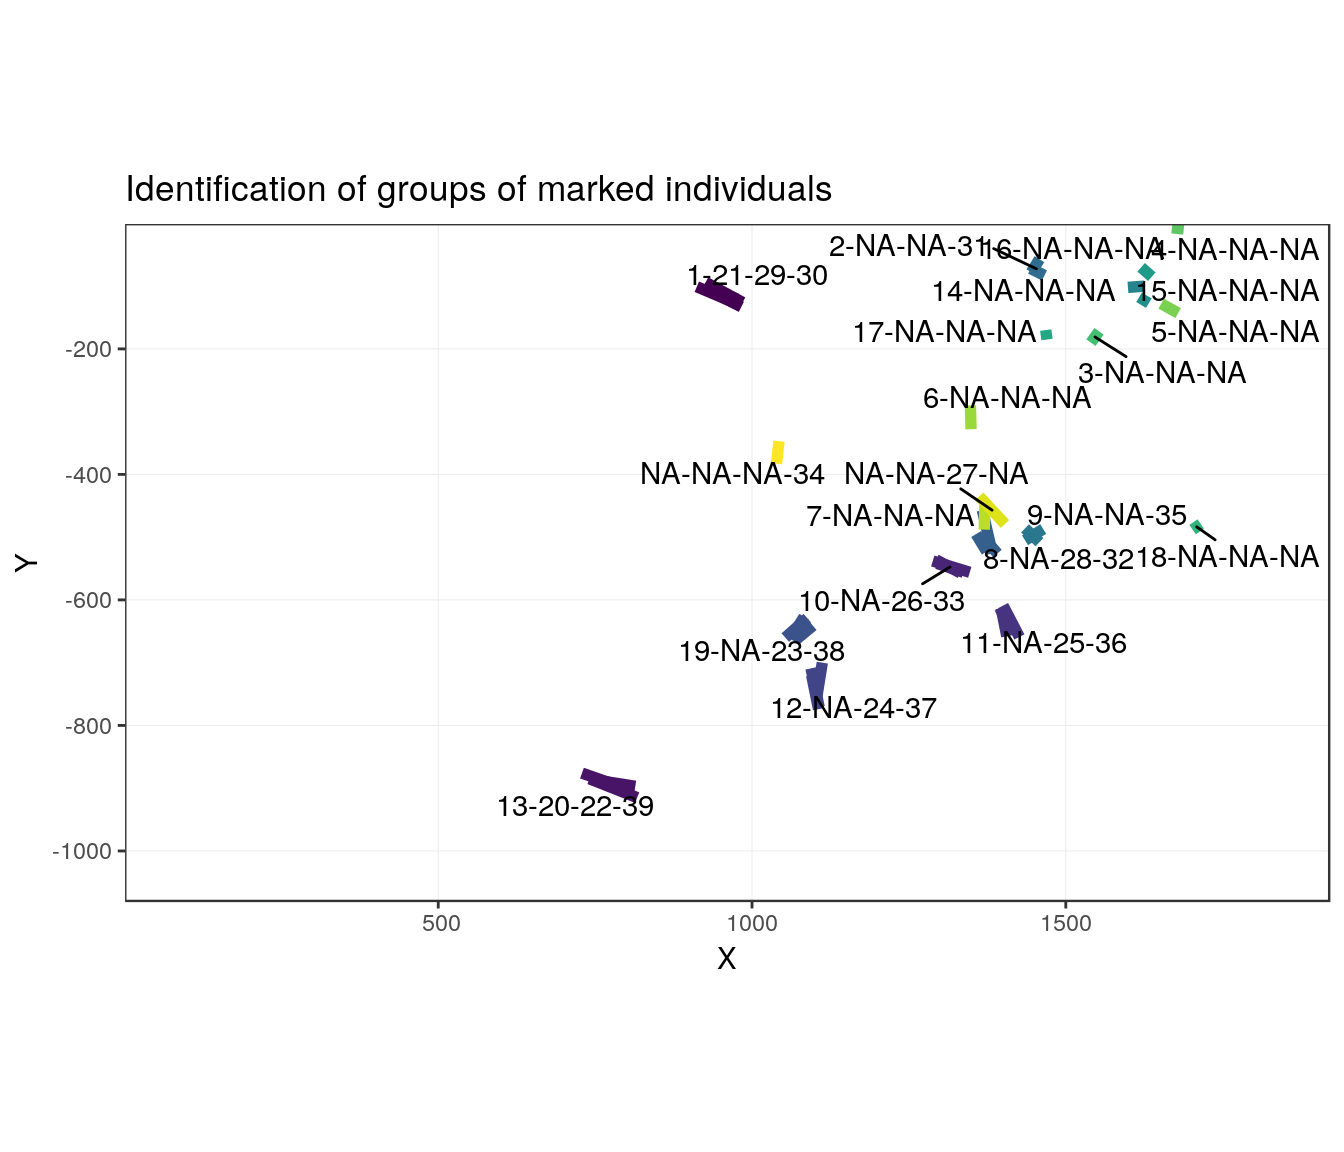 Identification of groups of marked individuals
2-NA-NA-31
16-NA-NA-NA
4-NA-NA-NA
1-21-29-30
14-NA-NA-NA
15-NA-NA-NA
17-NA-NA-NA
5-NA-NA-NA
3-NA-NA-NA
6-NA-NA-NA
NA-NA-NA-34
NA-NA-27-NA
7-NA-NA-NA
9-NA-NA-35
8-NA-28-32
18-NA-NA-NA
10-NA-26-33
11-NA-25-36
19-NA-23-38
12-NA-24-37
13-20-22-39
-200
-400
-600
-800
-1000
Y
500
1000
1500
X